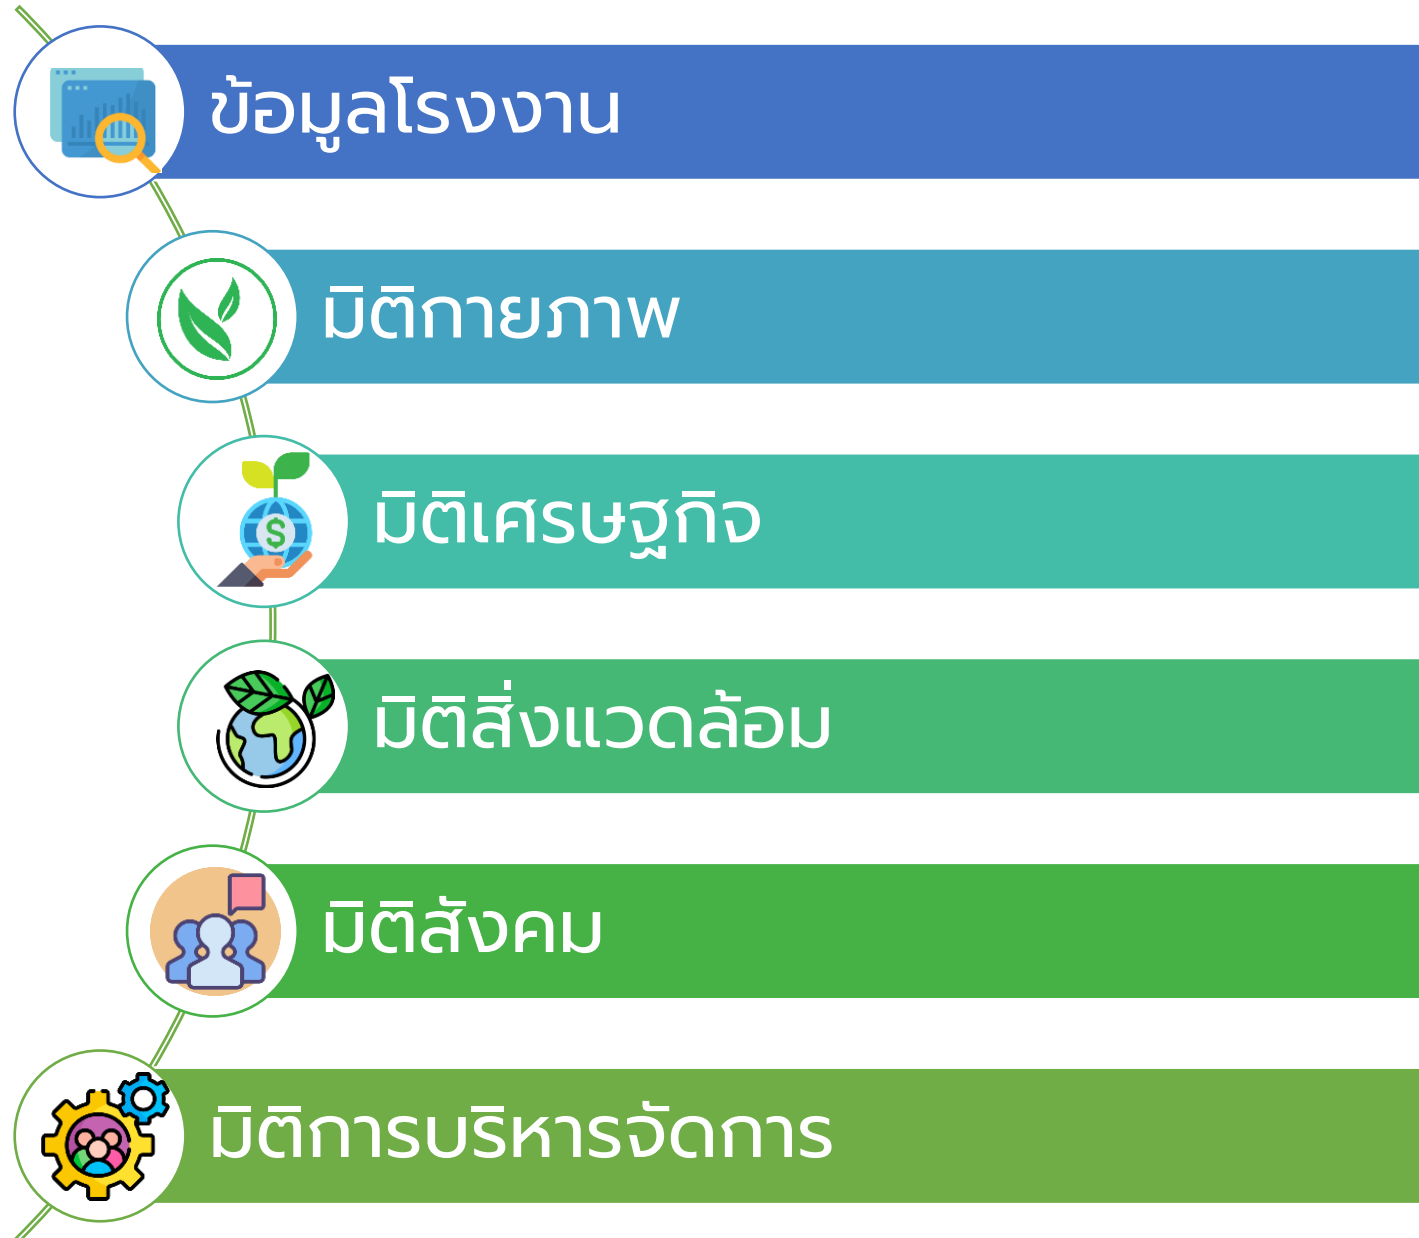 ข้อมูลโรงงาน
มิติกายภาพ
มิติเศรษฐกิจ
มิติสิ่งแวดล้อม
มิติสังคม
มิติการบริหารจัดการ